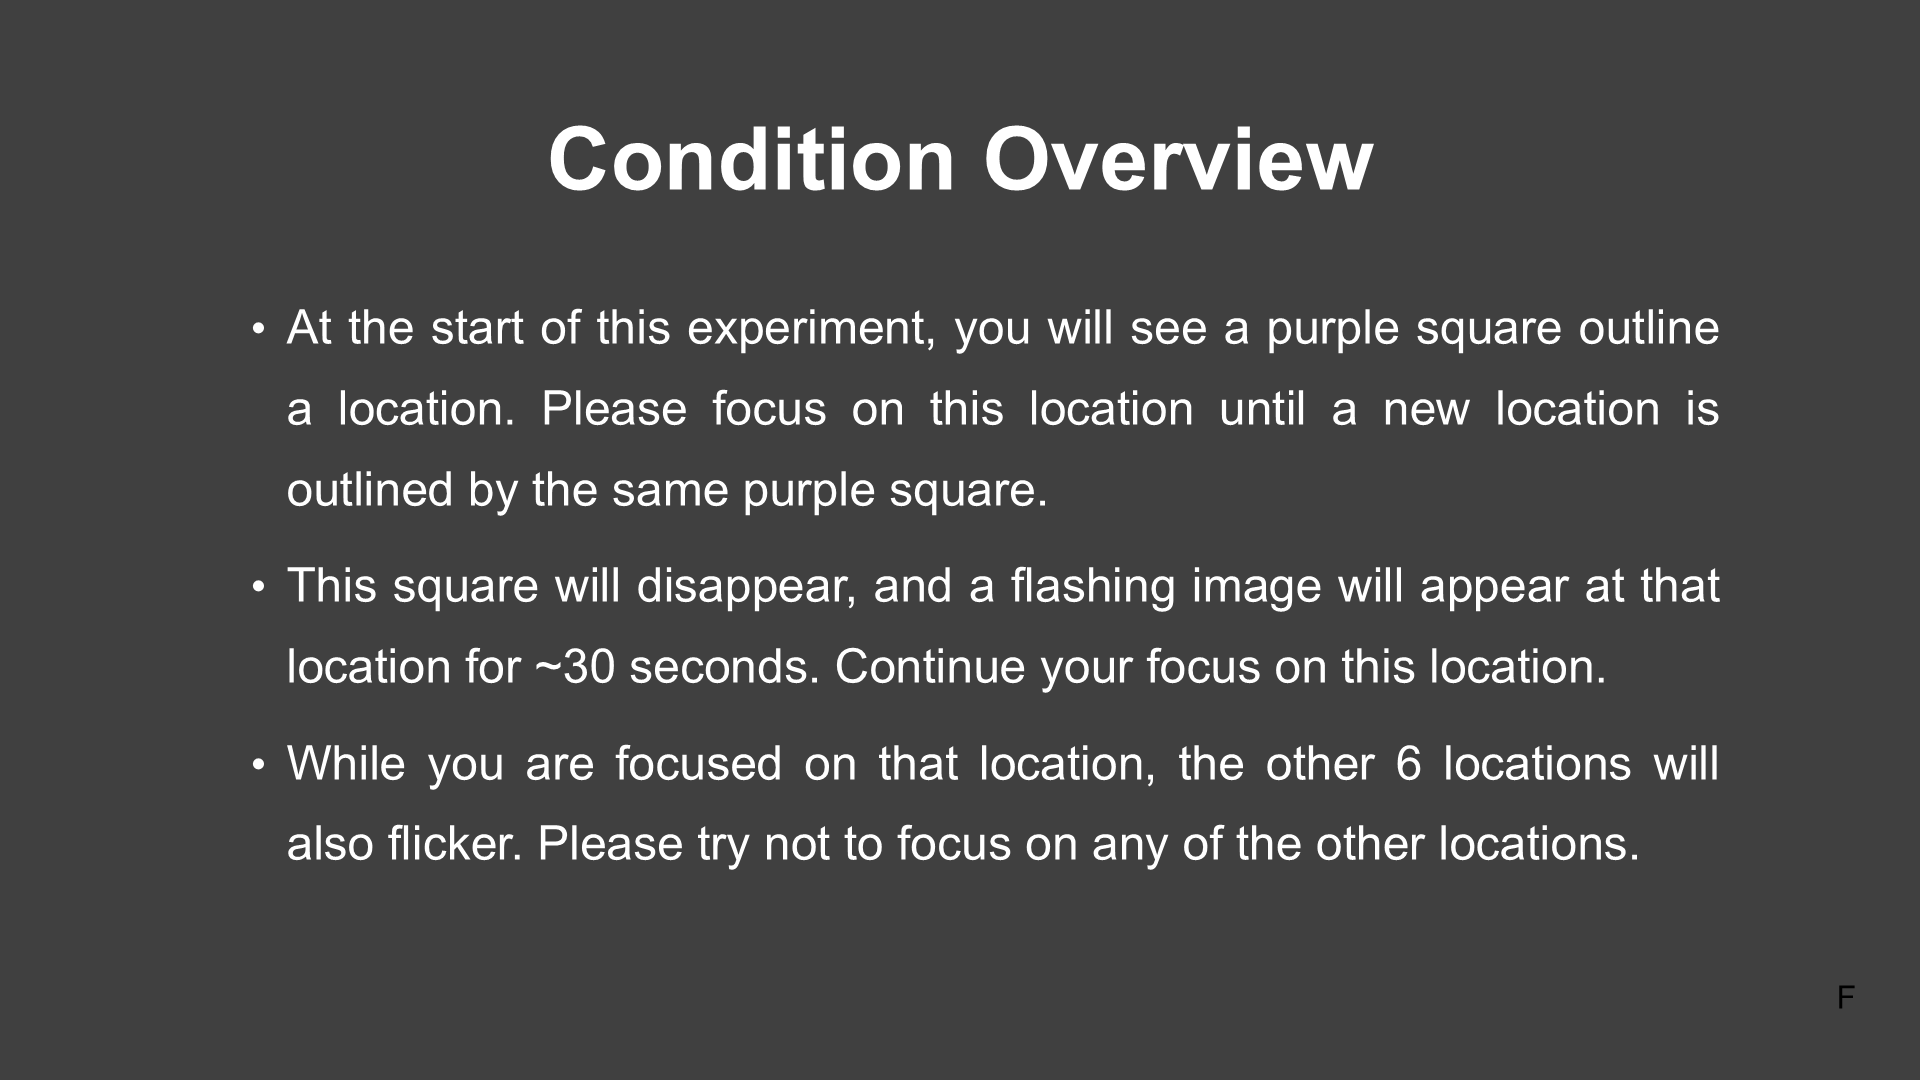 Condition Overview
• At the start of this experiment, you will see a purple square outline
a location. Please focus on this location until a new location is
outlined by the same purple square.
• This square will disappear, and a flashing image will appear at that
location for ~30 seconds. Continue your focus on this location.
• While you are focused on that location, the other 6 locations will
also flicker. Please try not to focus on any of the other locations.
F